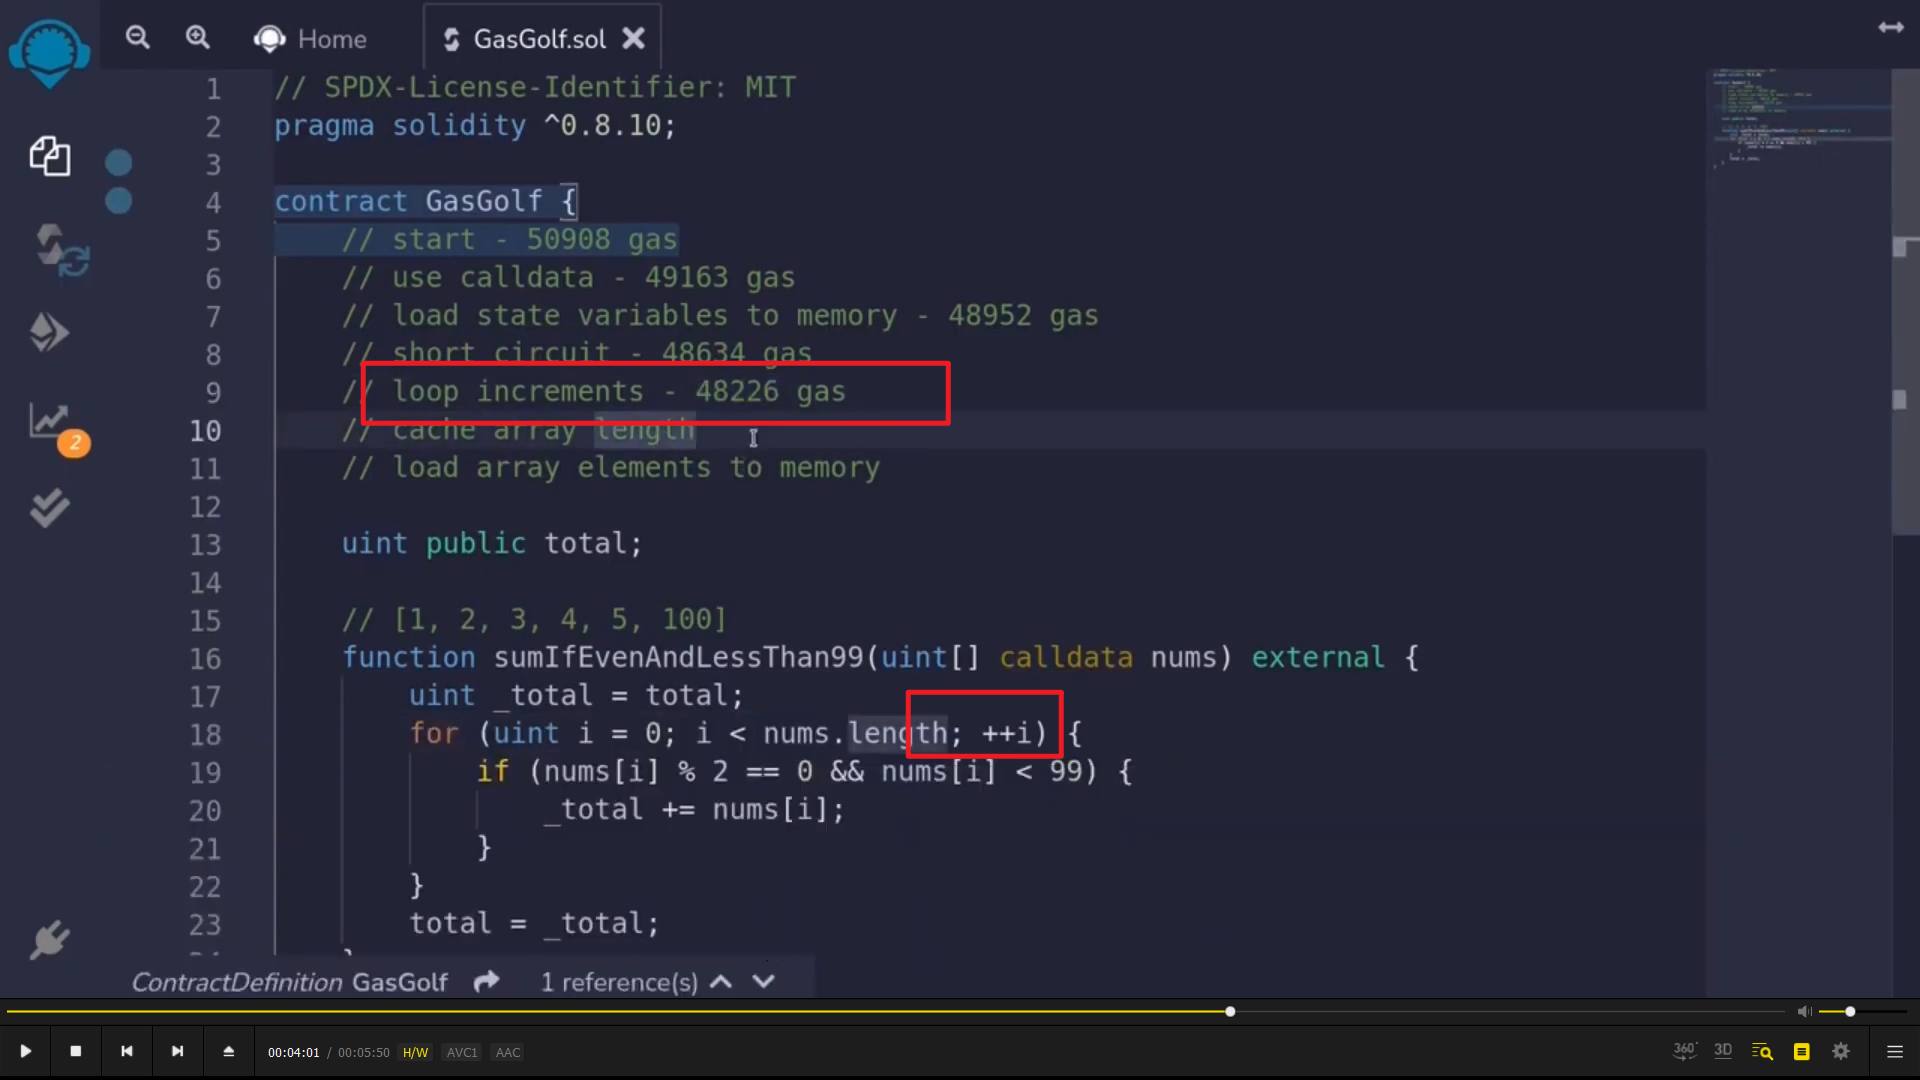 Home
GasGolf.sol
1 // SPDX-License-Identifier: MIT
2 pragma solidity ^0.8.10;
3
4 contract GasGolf {
5 // start - 50908 gas
6 // use calldata - 49163 gas
7 // load state variables to memory - 48952 gas
8 // short circuit - 48634 gas
9 // loop increments - 48226 gas
10 // cache array length
11 // load array elements to memory
12
13 uint public total;
14
15 // [1, 2, 3, 4, 5, 100]
16 function sumIfEvenAndLessThan99(uint[] calldata nums) external {
17 uint _total = total;
18 for (uint i = 0; i < nums.length; ++i) {
19 if (nums[i] % 2 == 0 && nums[i] < 99) {
20 _total += nums[i];
21 }
22 }
23 total = _total;
2
ContractDefinition GasGolf 1 reference(s)
00:04:01 / 00:05:50 H/W AVC1 AAC
360° 3D